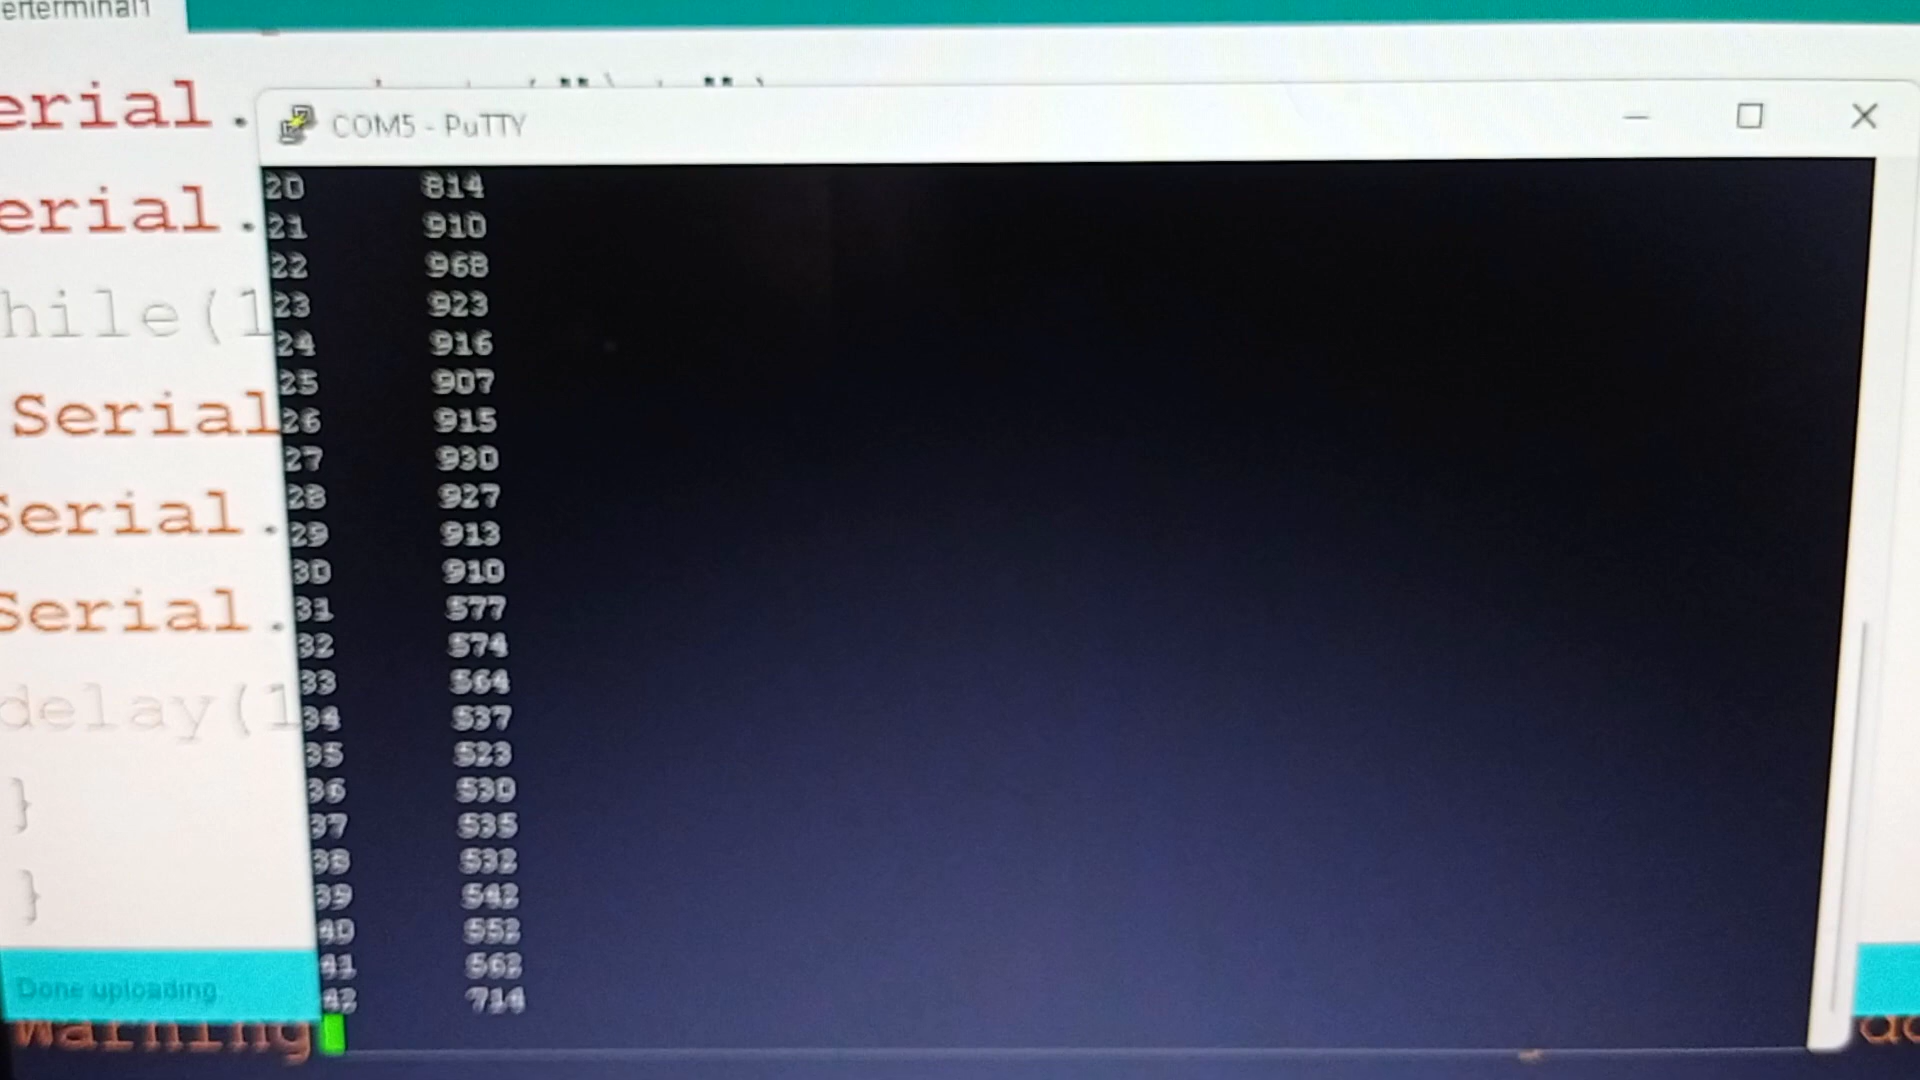 erterminal1
erial.
COM5 - PuTTY
20 814
erial.
21 910
22 968
hile(1
23 923
24 916
25 907
Serial
26 915
27 930
28 927
Serial.
29 913
30 910
Serial.
31 577
32 574
33 564
delay(1
34 537
35 523
36 530
}
37 535
38 532
39 542
}
40 552
41 562
Done uploading
42 714
warning